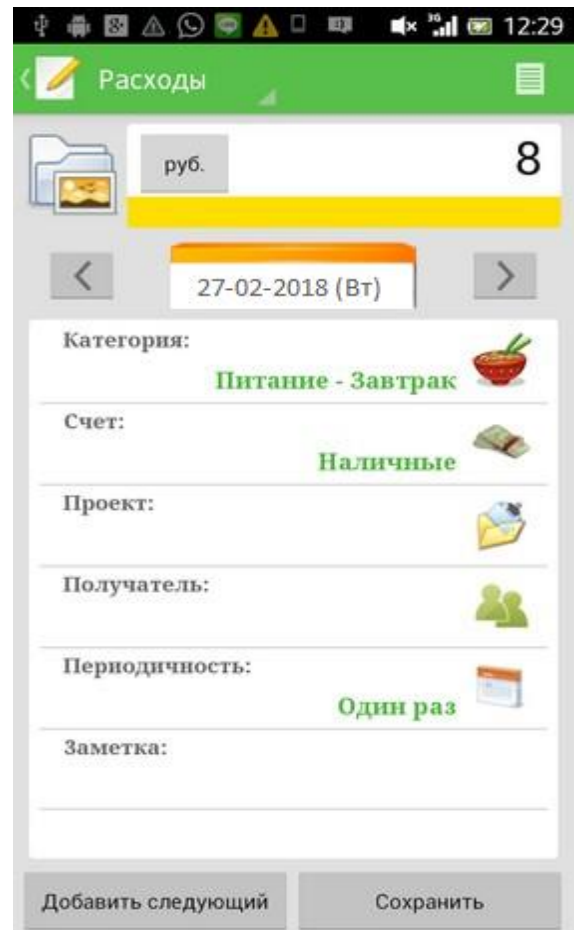 3G 12:29
Расходы
руб. 8
27-02-2018 (Вт)
Категория:
Питание - Завтрак
Счет:
Наличные
Проект:
Получатель:
Периодичность:
Один раз
Заметка:
Добавить следующий Сохранить